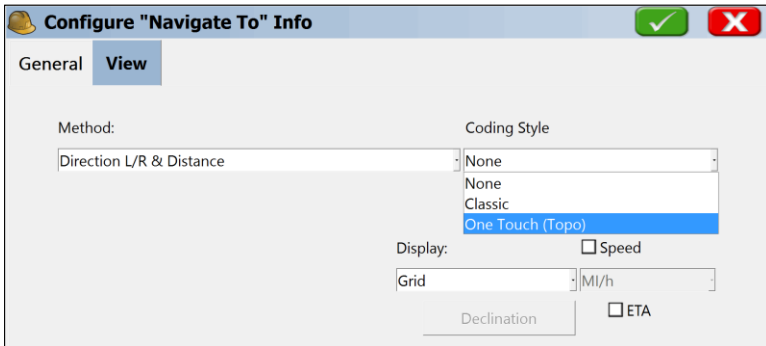 Configure "Navigate To" Info
General View
Method: Coding Style
Direction L/R & Distance None
None
Classic
One Touch (Topo)
Display: Speed
Grid MI/h
Declination ETA